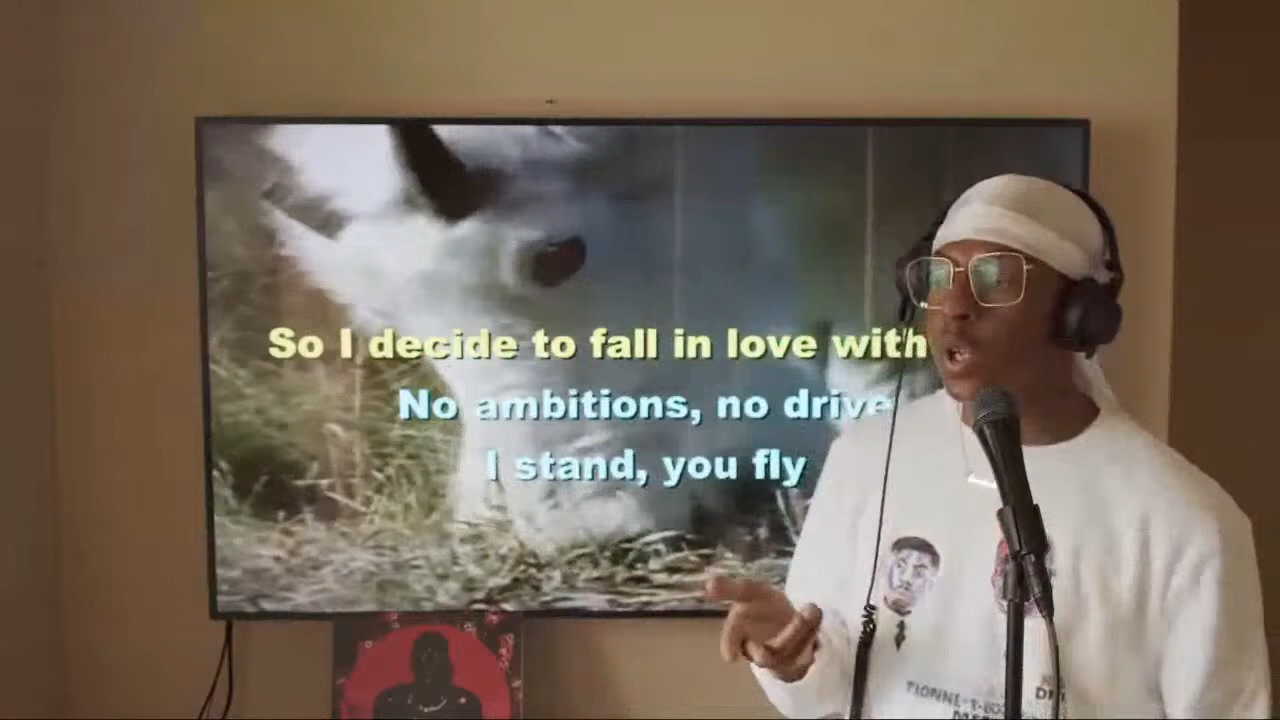 So I decide to fall in love with
No ambitions, no drive
I stand, you fly